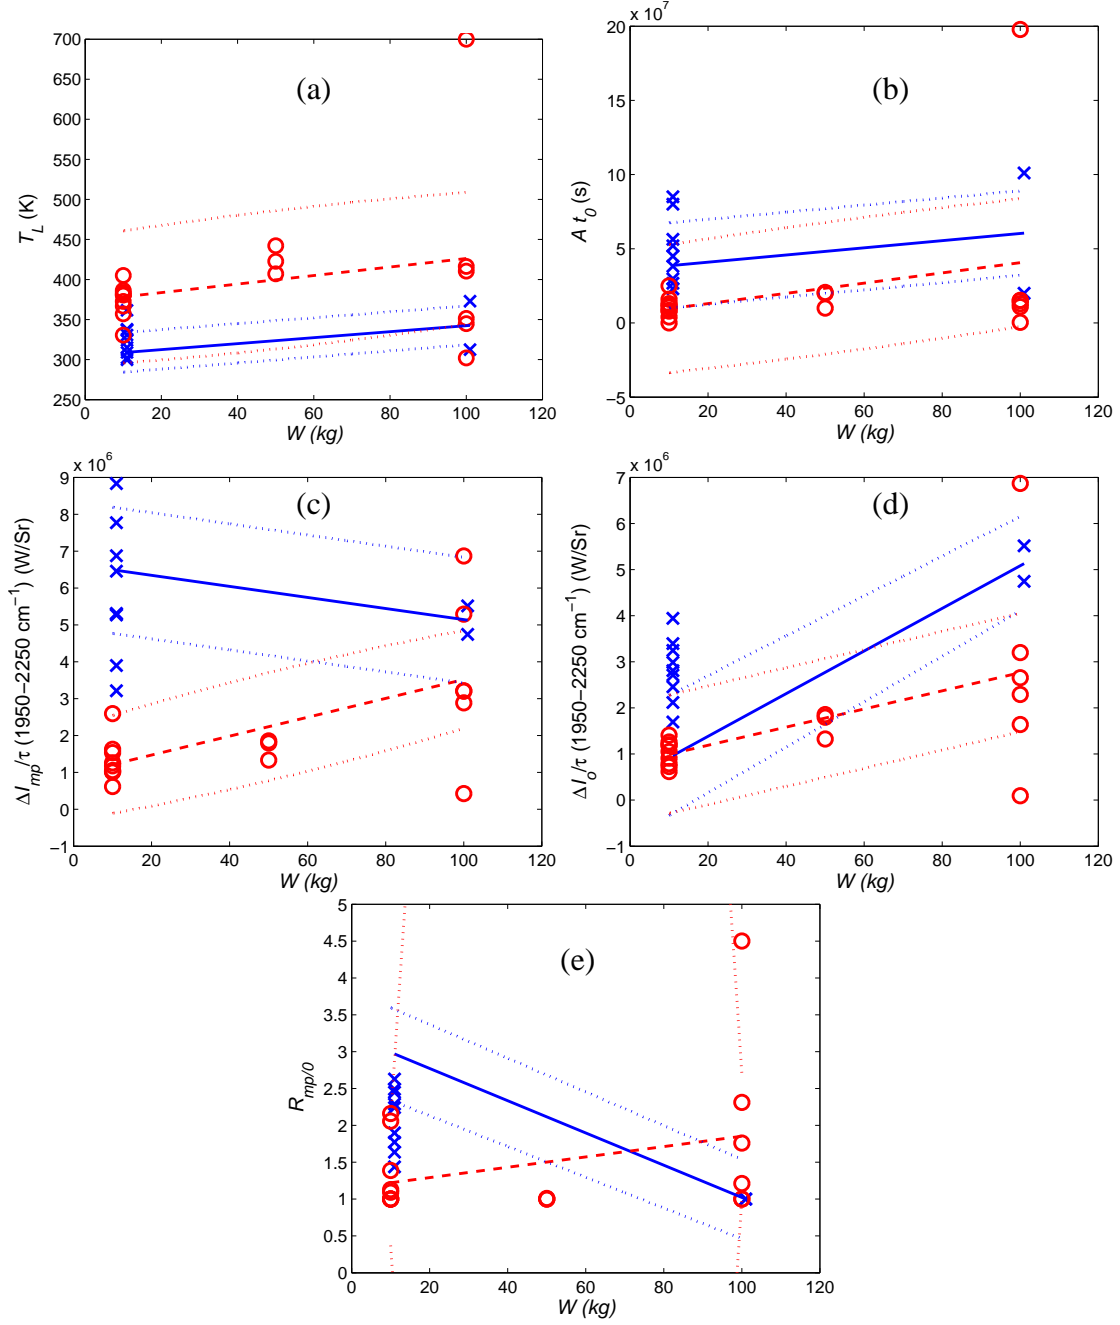 (a)
700
650
600
550
500
450
400
350
300
250
0 20 40 60 80 100 120
T_L (K)
W (kg)
x 10^7
(b)
20
15
10
5
0
−5
0 20 40 60 80 100 120
A t_0 (s)
W (kg)
x 10^6
(c)
9
8
7
6
5
4
3
2
1
0
−1
0 20 40 60 80 100 120
ΔI_mp/τ (1950−2250 cm^−1) (W/Sr)
W (kg)
x 10^6
(d)
7
6
5
4
3
2
1
0
−1
0 20 40 60 80 100 120
ΔI_o/τ (1950−2250 cm^−1) (W/Sr)
W (kg)
(e)
5
4.5
4
3.5
3
2.5
2
1.5
1
0.5
0
0 20 40 60 80 100 120
R_mp/0
W (kg)